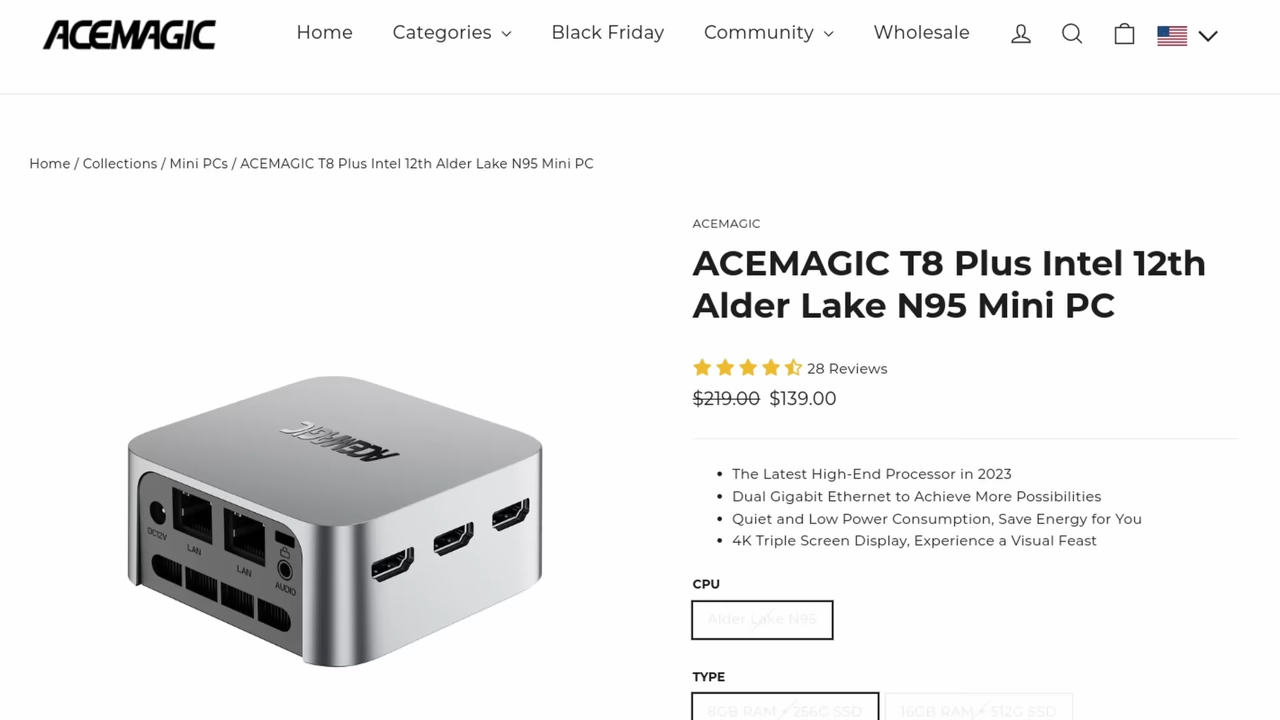 ACEMAGIC
Home Categories Black Friday Community Wholesale
Home / Collections / Mini PCs / ACEMAGIC T8 Plus Intel 12th Alder Lake N95 Mini PC
ACEMAGIC
ACEMAGIC T8 Plus Intel 12th
Alder Lake N95 Mini PC
28 Reviews
$219.00 $139.00
The Latest High-End Processor in 2023
Dual Gigabit Ethernet to Achieve More Possibilities
Quiet and Low Power Consumption, Save Energy for You
4K Triple Screen Display, Experience a Visual Feast
CPU
Alder Lake N95
TYPE
8GB RAM + 256G SSD 16GB RAM + 512G SSD
ACEMAGIC
DC12V
LAN
LAN
AUDIO